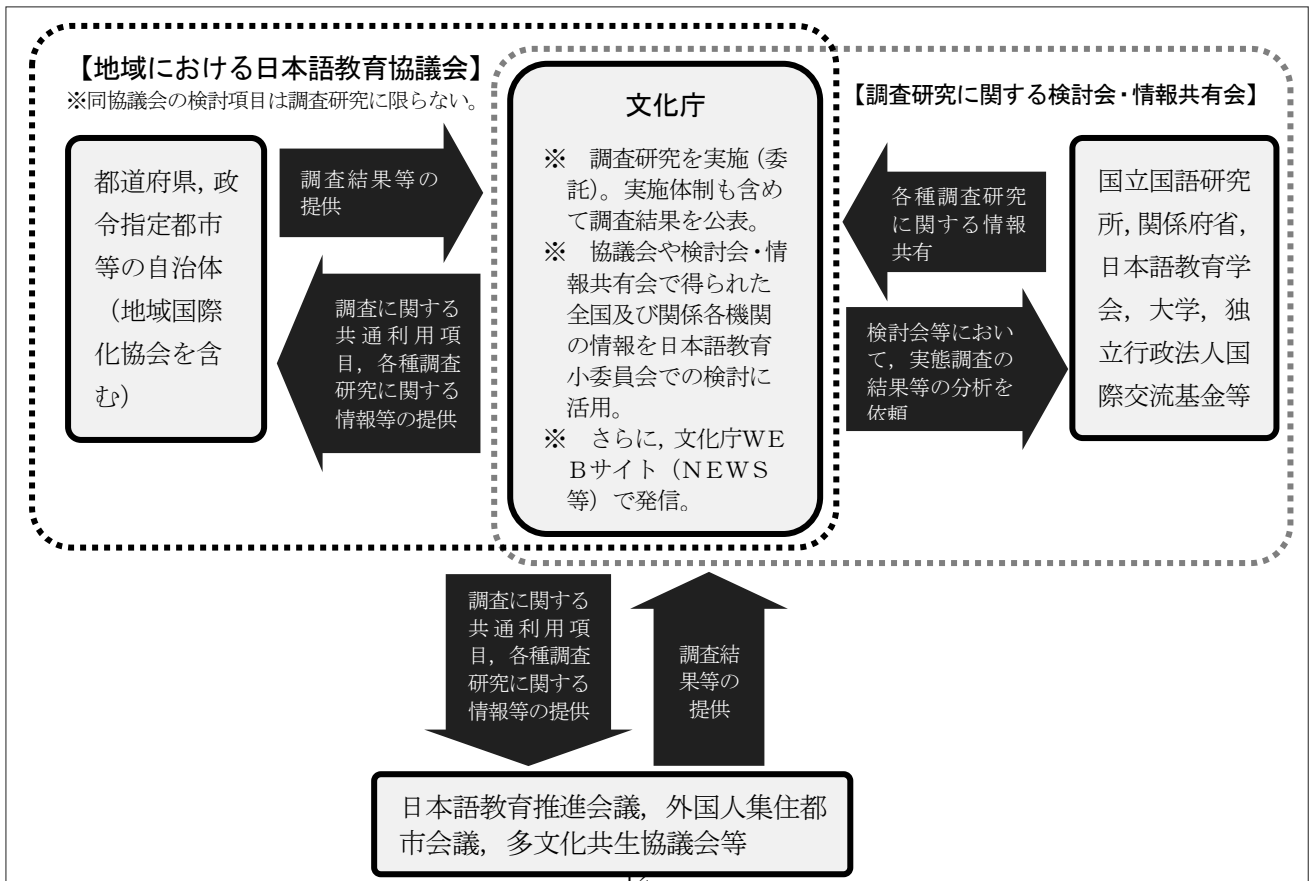 【地域における日本語教育協議会】
※同協議会の検討項目は調査研究に限らない。
都道府県，政
令指定都市
等の自治体
（地域国際
化協会を含
む）
調査結果等の
提供
調査に関する
共通利用項
目，各種調査
研究に関する
情報等の提供
文化庁
※　調査研究を実施（委
託）。実施体制も含め
て調査結果を公表。
※　協議会や検討会・情
報共有会で得られた
全国及び関係各機関
の情報を日本語教育
小委員会での検討に
活用。
※　さらに，文化庁ＷＥ
Ｂサイト（ＮＥＷＳ
等）で発信。
【調査研究に関する検討会・情報共有会】
各種調査研究
に関する情報
共有
検討会等におい
て，実態調査の
結果等の分析を
依頼
国立国語研究
所，関係府省，
日本語教育学
会，大学，独
立行政法人国
際交流基金等
調査に関する
共通利用項
目，各種調査
研究に関する
情報等の提供
調査結
果等の
提供
日本語教育推進会議，外国人集住都
市会議，多文化共生協議会等